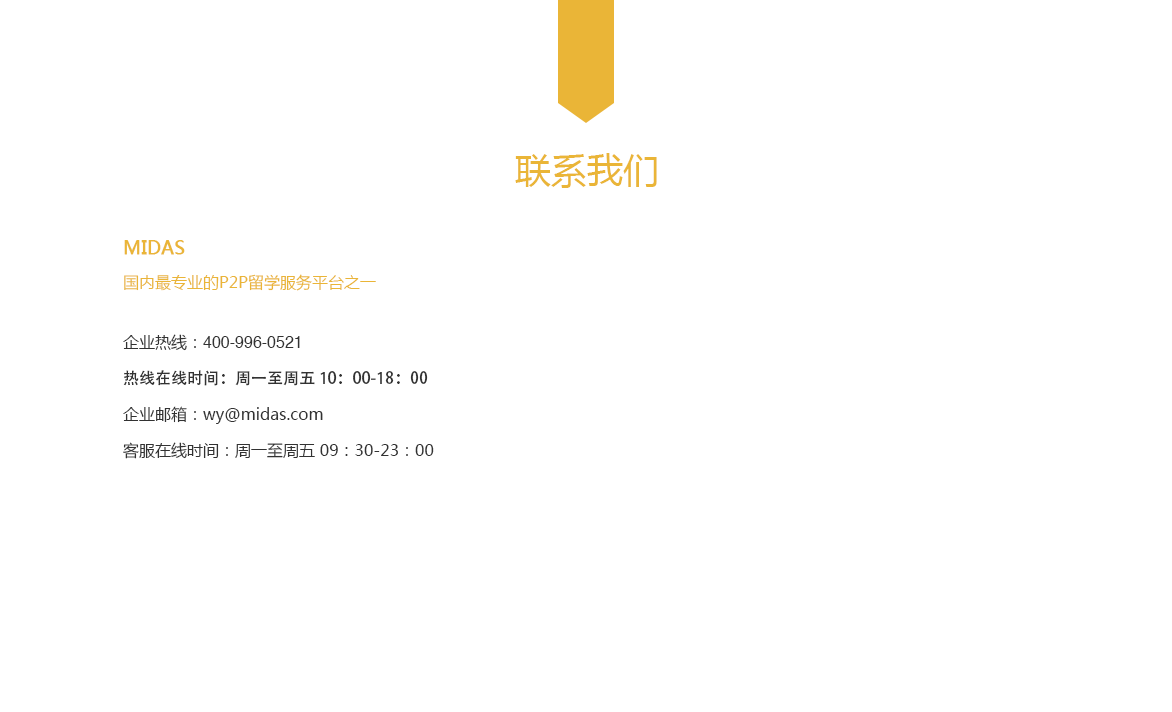 联系我们
MIDAS
国内最专业的P2P留学服务平台之一
企业热线：400-996-0521
热线在线时间：周一至周五 10：00-18：00
企业邮箱：wy@midas.com
客服在线时间：周一至周五 09：30-23：00